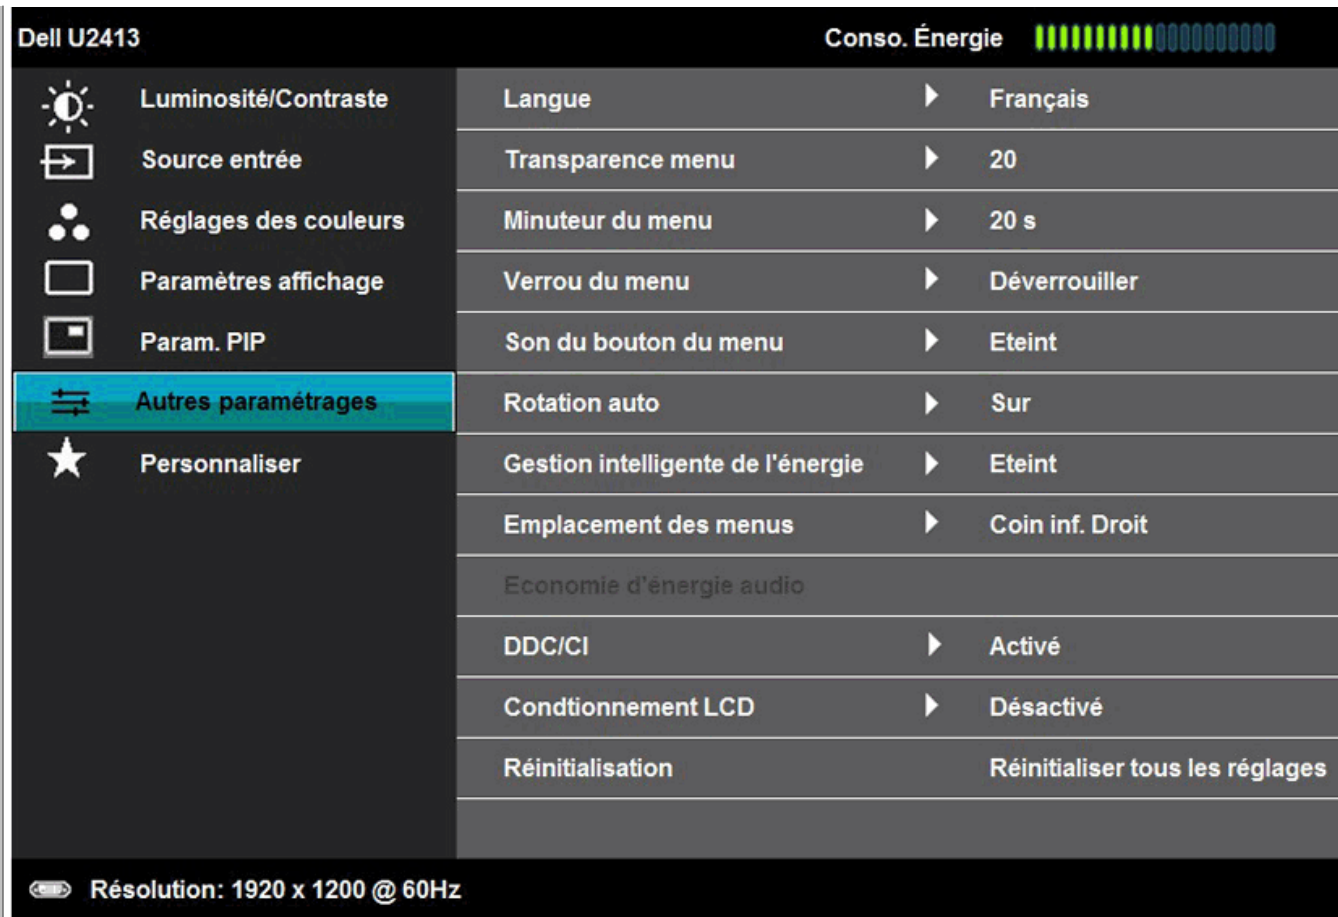 Dell U2413 Conso. Énergie
Luminosité/Contraste
Source entrée
Réglages des couleurs
Paramètres affichage
Param. PIP
Autres paramétrages
Personnaliser
Langue Français
Transparence menu 20
Minuteur du menu 20 s
Verrou du menu Déverrouiller
Son du bouton du menu Eteint
Rotation auto Sur
Gestion intelligente de l'énergie Eteint
Emplacement des menus Coin inf. Droit
Economie d'énergie audio
DDC/CI Activé
Condtionnement LCD Désactivé
Réinitialisation Réinitialiser tous les réglages
Résolution: 1920 x 1200 @ 60Hz